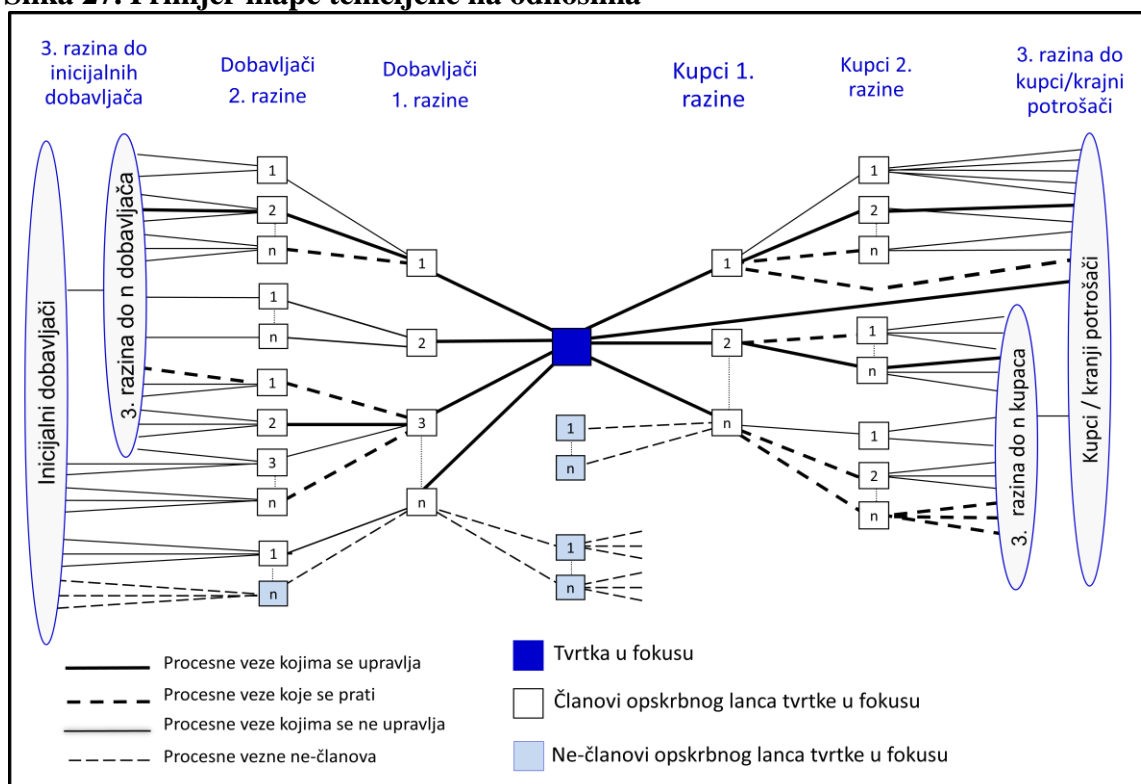 Slika 27. Primjer mape temeljene na odnosima
3. razina do
inicijalnih
dobavljača
Dobavljači
2. razine
Dobavljači
1. razine
Kupci 1.
razine
Kupci 2.
razine
3. razina do
kupci/krajni
potrošači
Inicijalni dobavljači
3. razina do n dobavljača
1
2
n
1
n
1
2
3
n
1
n
1
2
3
n
1
n
1
n
1
2
n
1
2
n
1
n
1
2
n
3. razina do n kupaca
Kupci / kranji potrošači
Procesne veze kojima se upravlja
Procesne veze koje se prati
Procesne veze kojima se ne upravlja
Procesne vezne ne-članova
Tvrtka u fokusu
Članovi opskrbnog lanca tvrtke u fokusu
Ne-članovi opskrbnog lanca tvrtke u fokusu